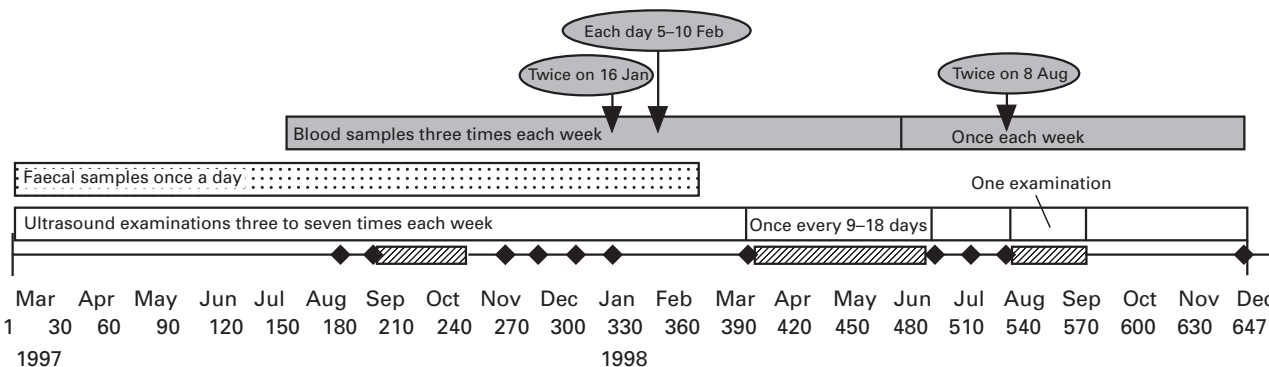 Each day 5–10 Feb
Twice on 16 Jan
Twice on 8 Aug
Blood samples three times each week
Once each week
Faecal samples once a day
One examination
Ultrasound examinations three to seven times each week
Once every 9–18 days
Mar Apr May Jun Jul Aug Sep Oct Nov Dec Jan Feb Mar Apr May Jun Jul Aug Sep Oct Nov Dec
1 30 60 90 120 150 180 210 240 270 300 330 360 390 420 450 480 510 540 570 600 630 647
1997 1998